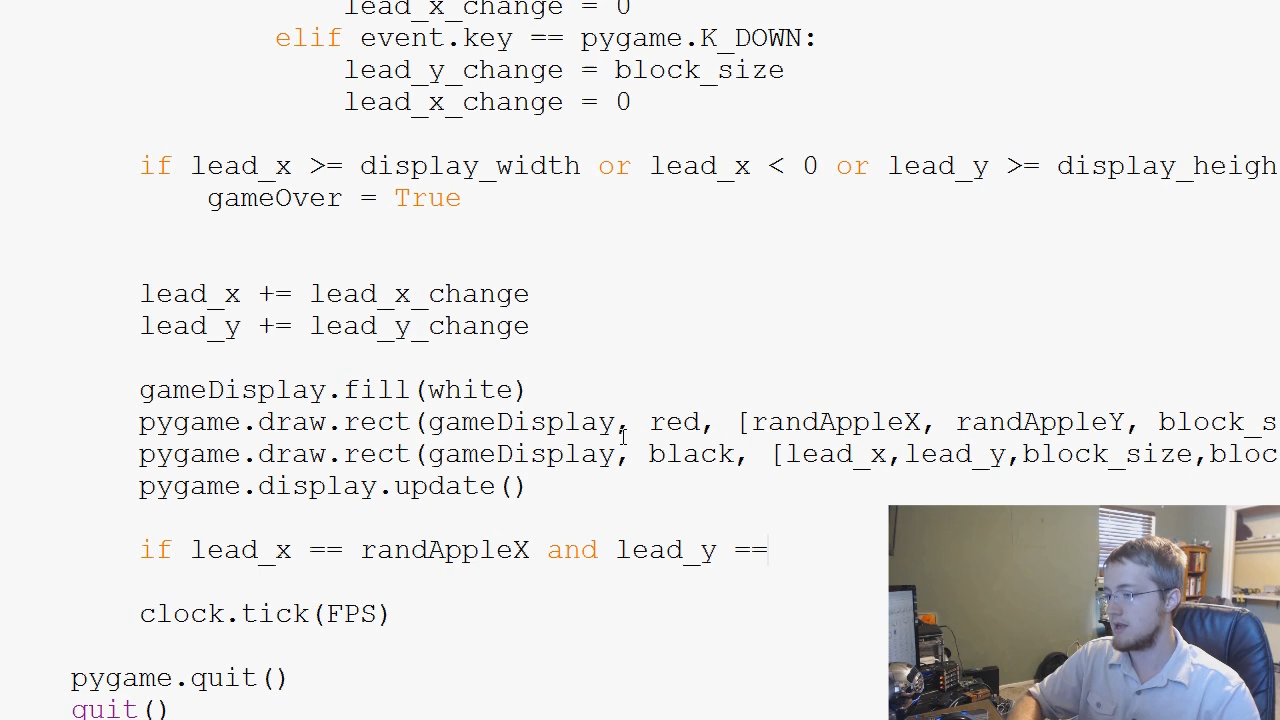 lead_x_change = 0
elif event.key == pygame.K_DOWN:
lead_y_change = block_size
lead_x_change = 0
if lead_x >= display_width or lead_x < 0 or lead_y >= display_heigh
gameOver = True
lead_x += lead_x_change
lead_y += lead_y_change
gameDisplay.fill(white)
pygame.draw.rect(gameDisplay, red, [randAppleX, randAppleY, block_s
pygame.draw.rect(gameDisplay, black, [lead_x,lead_y,block_size,bloc
pygame.display.update()
if lead_x == randAppleX and lead_y ==
clock.tick(FPS)
pygame.quit()
quit()